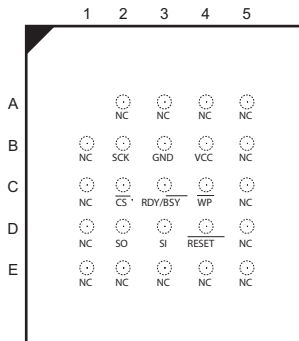 1 2 3 4 5
A
NC NC NC NC
B
NC SCK GND VCC NC
C
NC CS RDY/BSY WP NC
D
NC SO SI RESET NC
E
NC NC NC NC NC